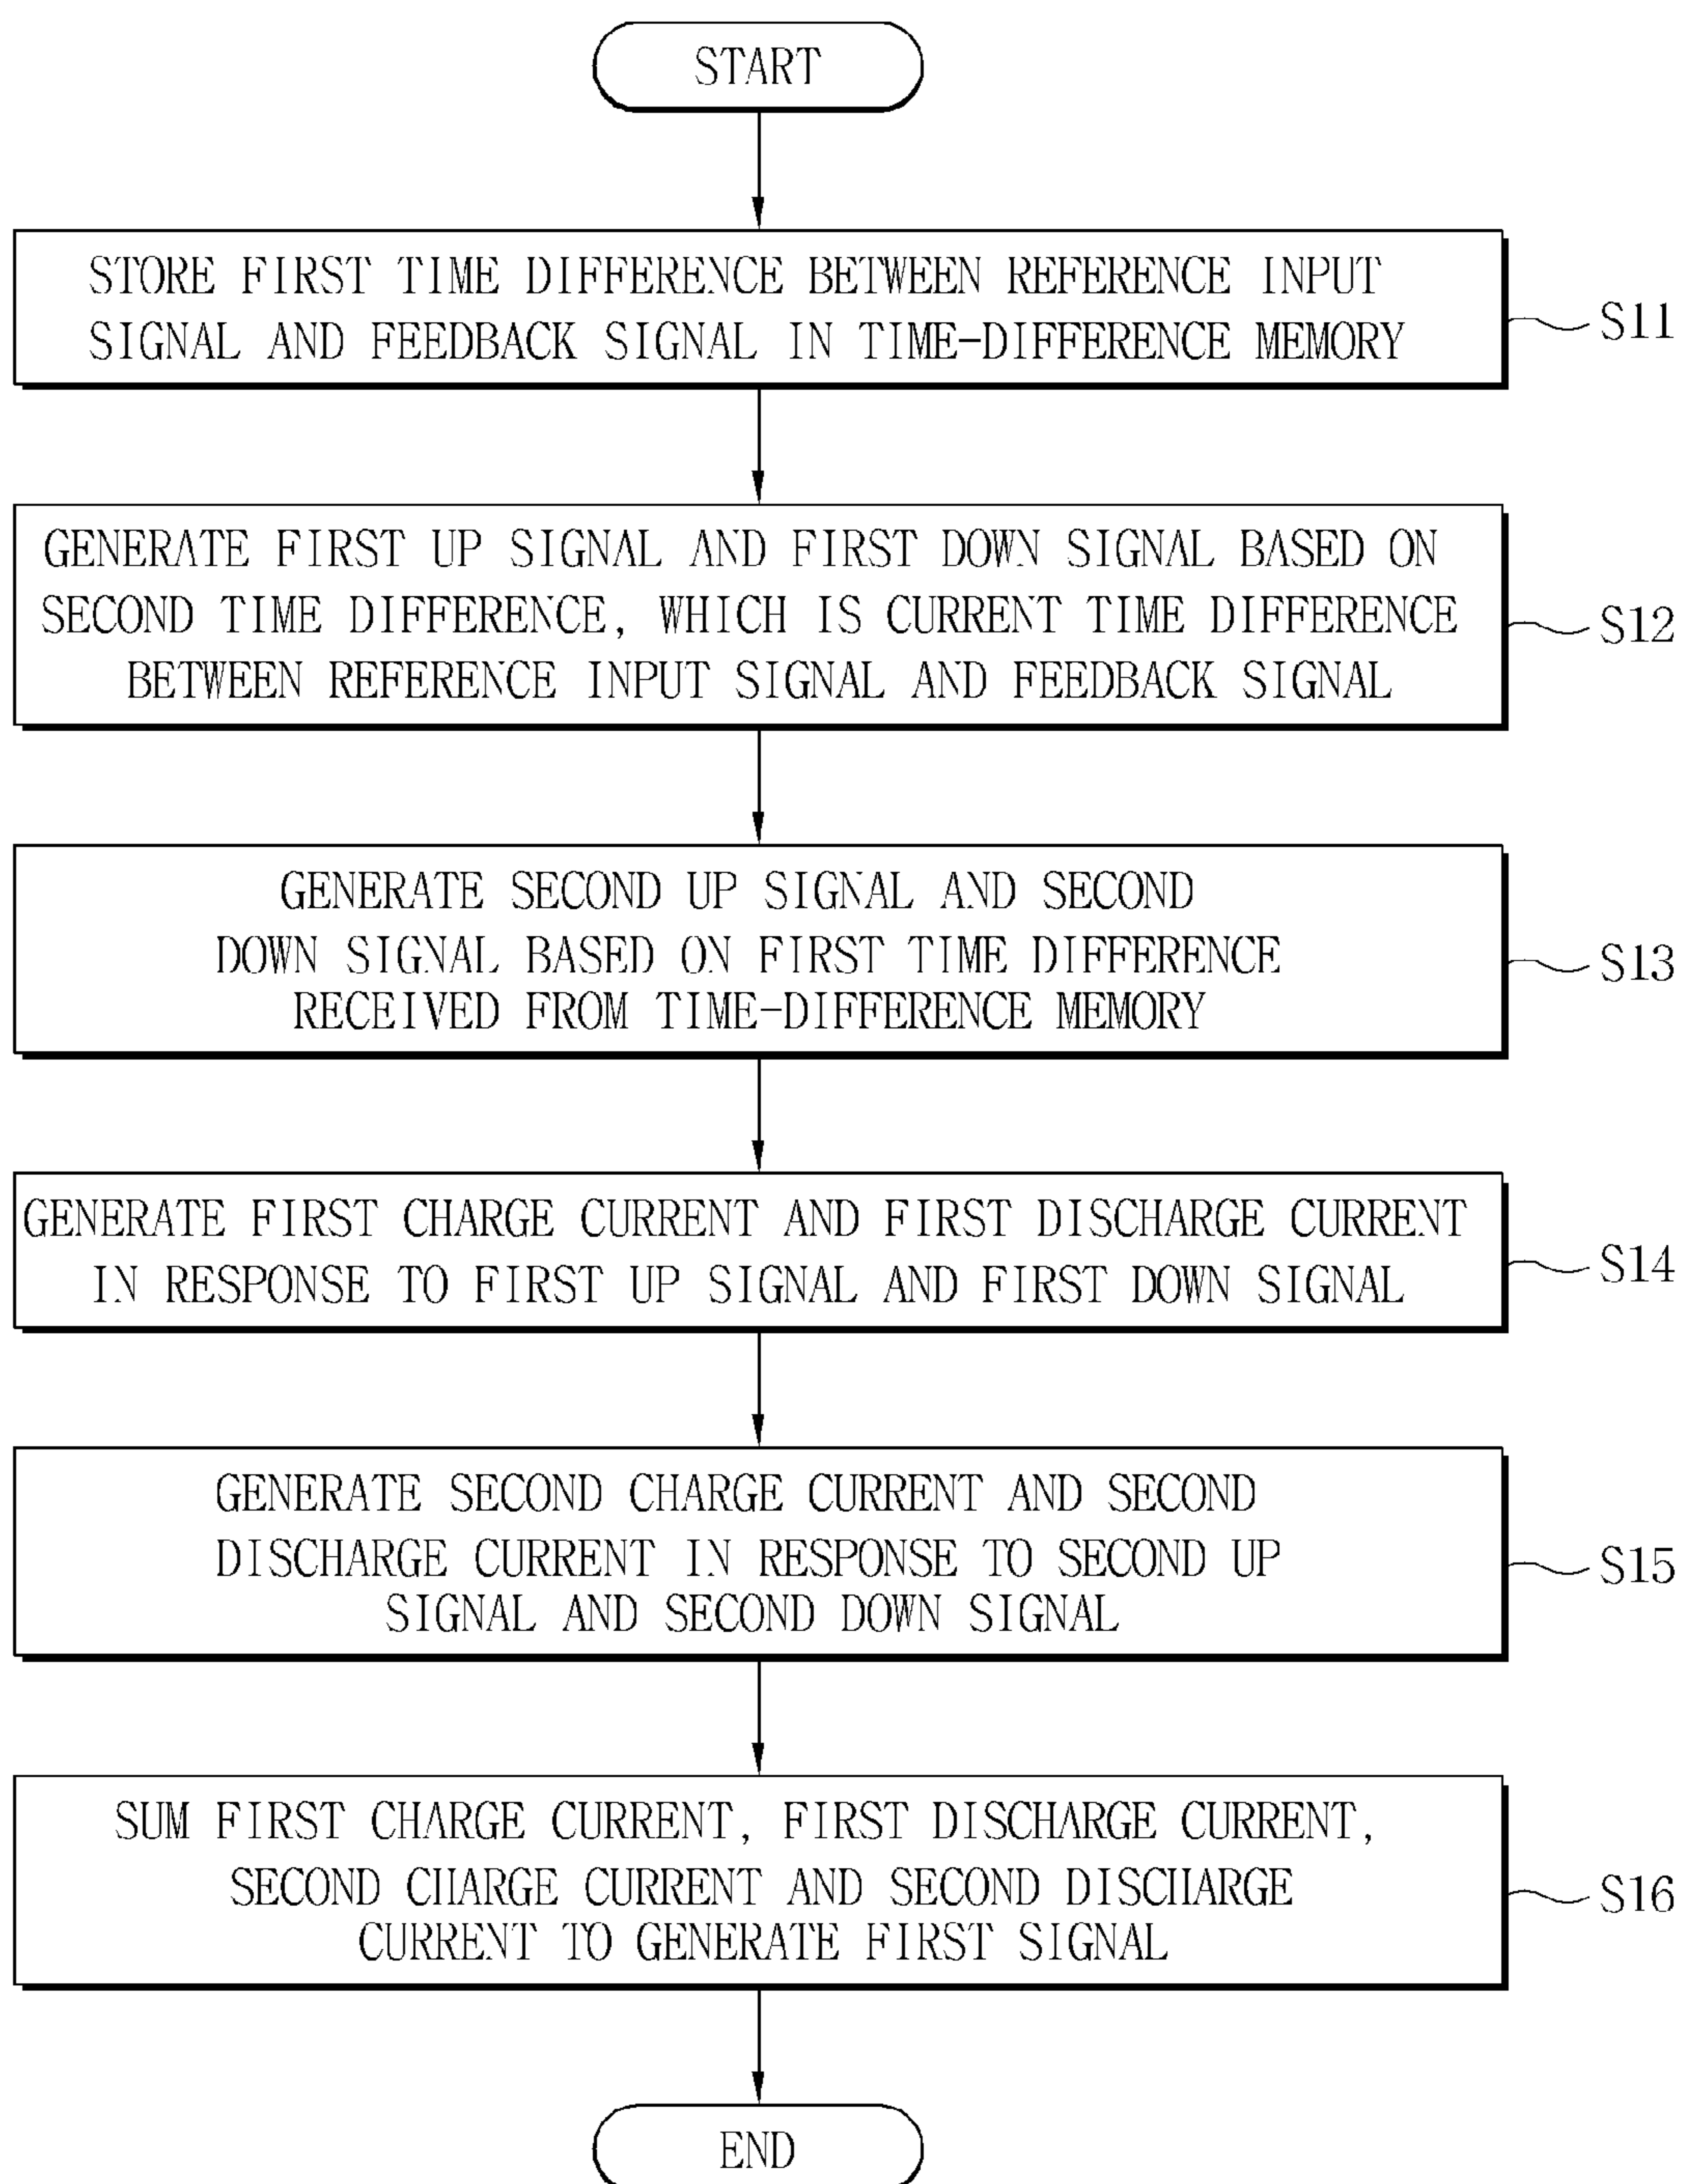 START
STORE FIRST TIME DIFFERENCE BETWEEN REFERENCE INPUT
SIGNAL AND FEEDBACK SIGNAL IN TIME-DIFFERENCE MEMORY
S11
GENERATE FIRST UP SIGNAL AND FIRST DOWN SIGNAL BASED ON
SECOND TIME DIFFERENCE, WHICH IS CURRENT TIME DIFFERENCE
BETWEEN REFERENCE INPUT SIGNAL AND FEEDBACK SIGNAL
S12
GENERATE SECOND UP SIGNAL AND SECOND
DOWN SIGNAL BASED ON FIRST TIME DIFFERENCE
RECEIVED FROM TIME-DIFFERENCE MEMORY
S13
GENERATE FIRST CHARGE CURRENT AND FIRST DISCHARGE CURRENT
IN RESPONSE TO FIRST UP SIGNAL AND FIRST DOWN SIGNAL
S14
GENERATE SECOND CHARGE CURRENT AND SECOND
DISCHARGE CURRENT IN RESPONSE TO SECOND UP
SIGNAL AND SECOND DOWN SIGNAL
S15
SUM FIRST CHARGE CURRENT, FIRST DISCHARGE CURRENT,
SECOND CHARGE CURRENT AND SECOND DISCHARGE
CURRENT TO GENERATE FIRST SIGNAL
S16
END